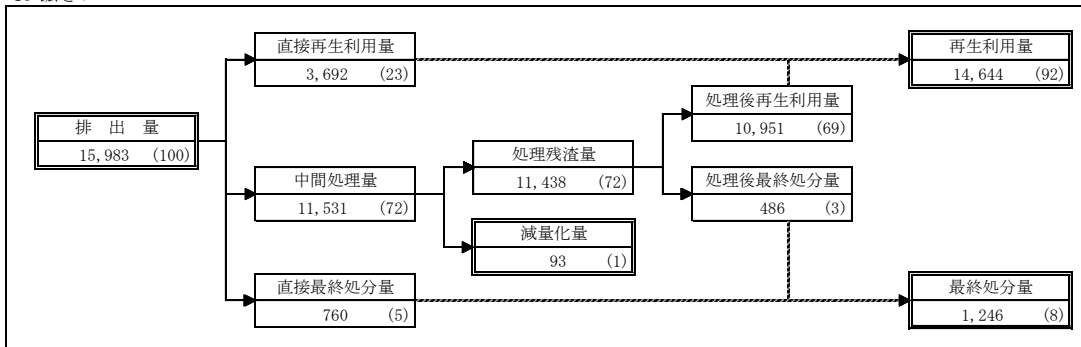 直接再生利用量
3,692 (23)
再生利用量
14,644 (92)
処理後再生利用量
10,951 (69)
排 出 量
15,983 (100)
処理残渣量
11,438 (72)
中間処理量
11,531 (72)
処理後最終処分量
486 (3)
減量化量
93 (1)
直接最終処分量
760 (5)
最終処分量
1,246 (8)